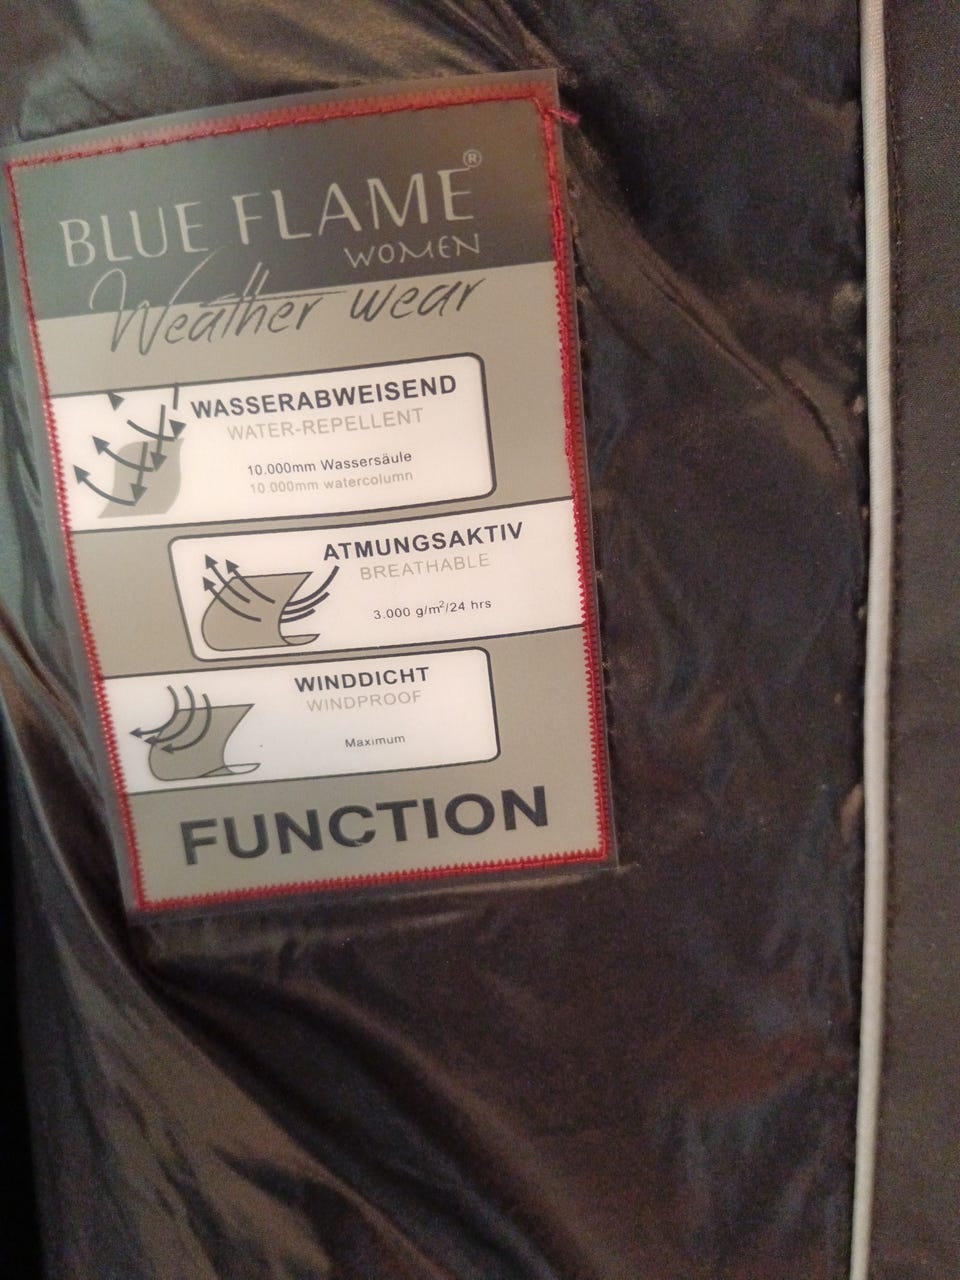 BLUE FLAME®
WOMEN
Weather wear
WASSERABWEISEND
WATER-REPELLENT
10.000mm Wassersäule
10.000mm watercolumn
ATMUNGSAKTIV
BREATHABLE
3.000 g/m²/24 hrs
WINDDICHT
WINDPROOF
Maximum
FUNCTION